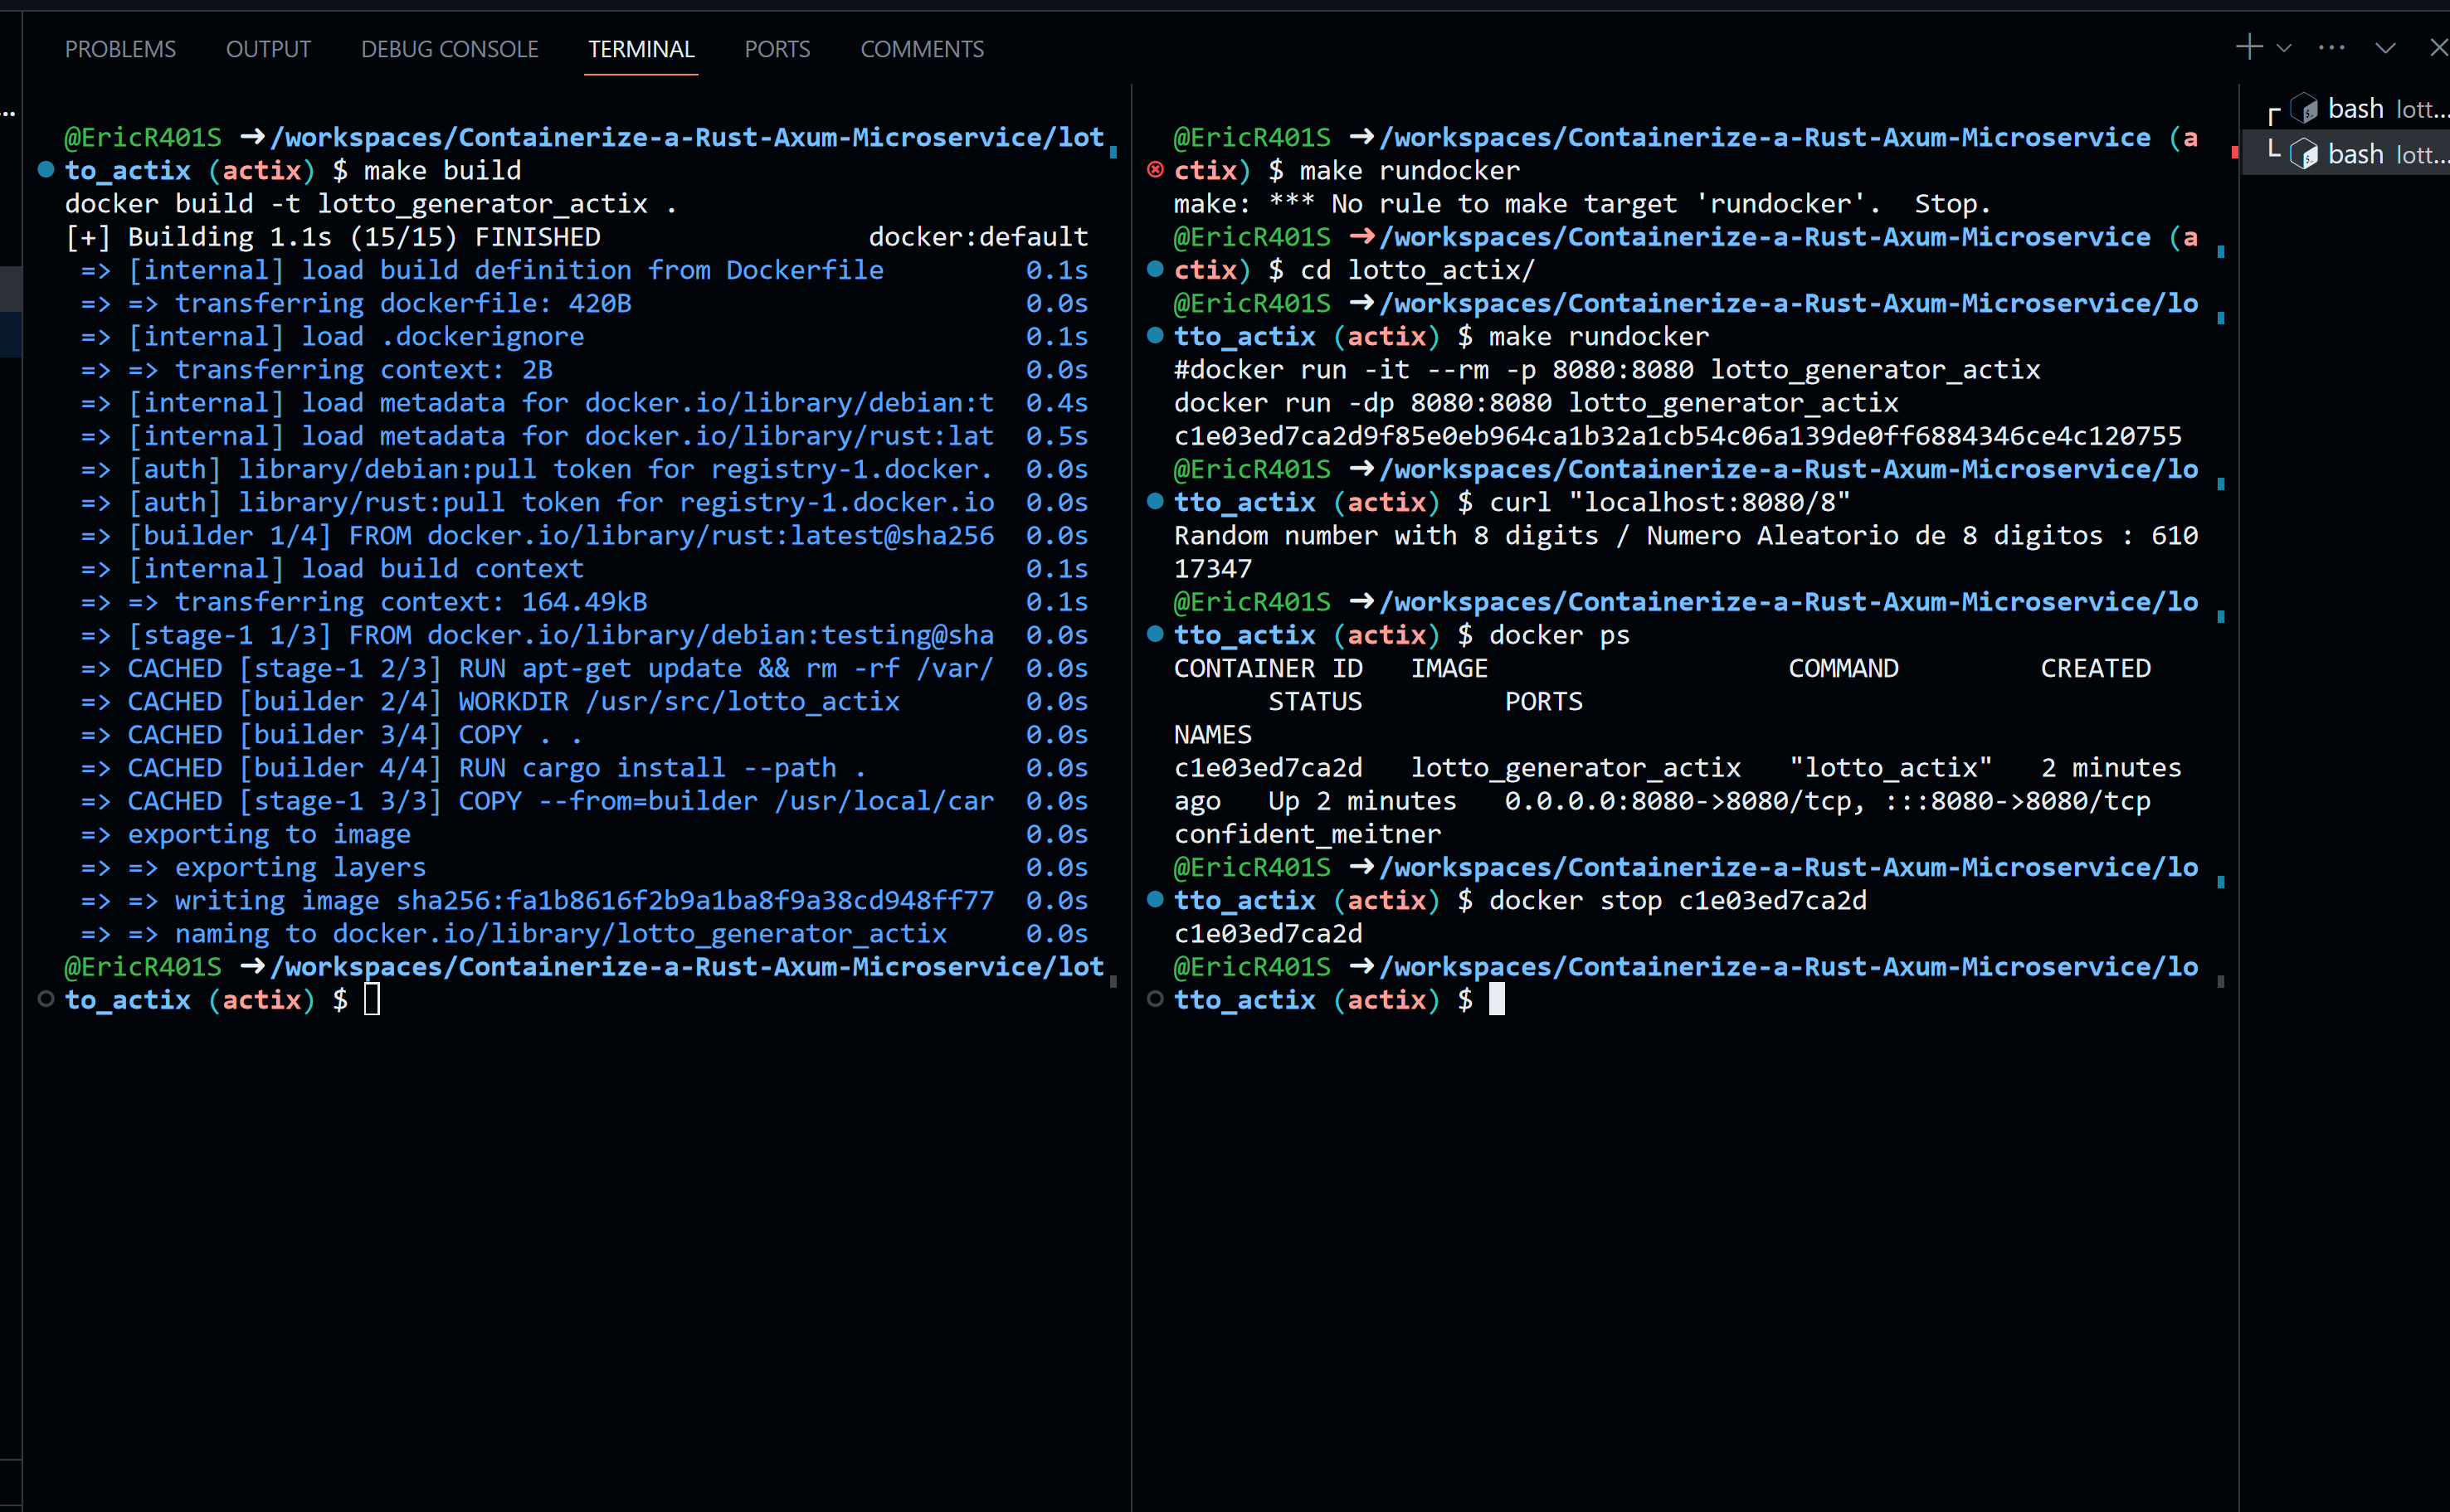 PROBLEMS OUTPUT DEBUG CONSOLE TERMINAL PORTS COMMENTS
@EricR401S ➜/workspaces/Containerize-a-Rust-Axum-Microservice/lot
to_actix (actix) $ make build
docker build -t lotto_generator_actix .
[+] Building 1.1s (15/15) FINISHED docker:default
=> [internal] load build definition from Dockerfile 0.1s
=> => transferring dockerfile: 420B 0.0s
=> [internal] load .dockerignore 0.1s
=> => transferring context: 2B 0.0s
=> [internal] load metadata for docker.io/library/debian:t 0.4s
=> [internal] load metadata for docker.io/library/rust:lat 0.5s
=> [auth] library/debian:pull token for registry-1.docker. 0.0s
=> [auth] library/rust:pull token for registry-1.docker.io 0.0s
=> [builder 1/4] FROM docker.io/library/rust:latest@sha256 0.0s
=> [internal] load build context 0.1s
=> => transferring context: 164.49kB 0.1s
=> [stage-1 1/3] FROM docker.io/library/debian:testing@sha 0.0s
=> CACHED [stage-1 2/3] RUN apt-get update && rm -rf /var/ 0.0s
=> CACHED [builder 2/4] WORKDIR /usr/src/lotto_actix 0.0s
=> CACHED [builder 3/4] COPY . . 0.0s
=> CACHED [builder 4/4] RUN cargo install --path . 0.0s
=> CACHED [stage-1 3/3] COPY --from=builder /usr/local/car 0.0s
=> exporting to image 0.0s
=> => exporting layers 0.0s
=> => writing image sha256:fa1b8616f2b9a1ba8f9a38cd948ff77 0.0s
=> => naming to docker.io/library/lotto_generator_actix 0.0s
@EricR401S ➜/workspaces/Containerize-a-Rust-Axum-Microservice/lot
to_actix (actix) $
@EricR401S ➜/workspaces/Containerize-a-Rust-Axum-Microservice (a
ctix) $ make rundocker
make: *** No rule to make target 'rundocker'.  Stop.
@EricR401S ➜/workspaces/Containerize-a-Rust-Axum-Microservice (a
ctix) $ cd lotto_actix/
@EricR401S ➜/workspaces/Containerize-a-Rust-Axum-Microservice/lo
tto_actix (actix) $ make rundocker
#docker run -it --rm -p 8080:8080 lotto_generator_actix
docker run -dp 8080:8080 lotto_generator_actix
c1e03ed7ca2d9f85e0eb964ca1b32a1cb54c06a139de0ff6884346ce4c120755
@EricR401S ➜/workspaces/Containerize-a-Rust-Axum-Microservice/lo
tto_actix (actix) $ curl "localhost:8080/8"
Random number with 8 digits / Numero Aleatorio de 8 digitos : 610
17347
@EricR401S ➜/workspaces/Containerize-a-Rust-Axum-Microservice/lo
tto_actix (actix) $ docker ps
CONTAINER ID   IMAGE   COMMAND   CREATED
STATUS   PORTS
NAMES
c1e03ed7ca2d   lotto_generator_actix   "lotto_actix"   2 minutes
ago   Up 2 minutes   0.0.0.0:8080->8080/tcp, :::8080->8080/tcp
confident_meitner
@EricR401S ➜/workspaces/Containerize-a-Rust-Axum-Microservice/lo
tto_actix (actix) $ docker stop c1e03ed7ca2d
c1e03ed7ca2d
@EricR401S ➜/workspaces/Containerize-a-Rust-Axum-Microservice/lo
tto_actix (actix) $
bash lott...
bash lott...